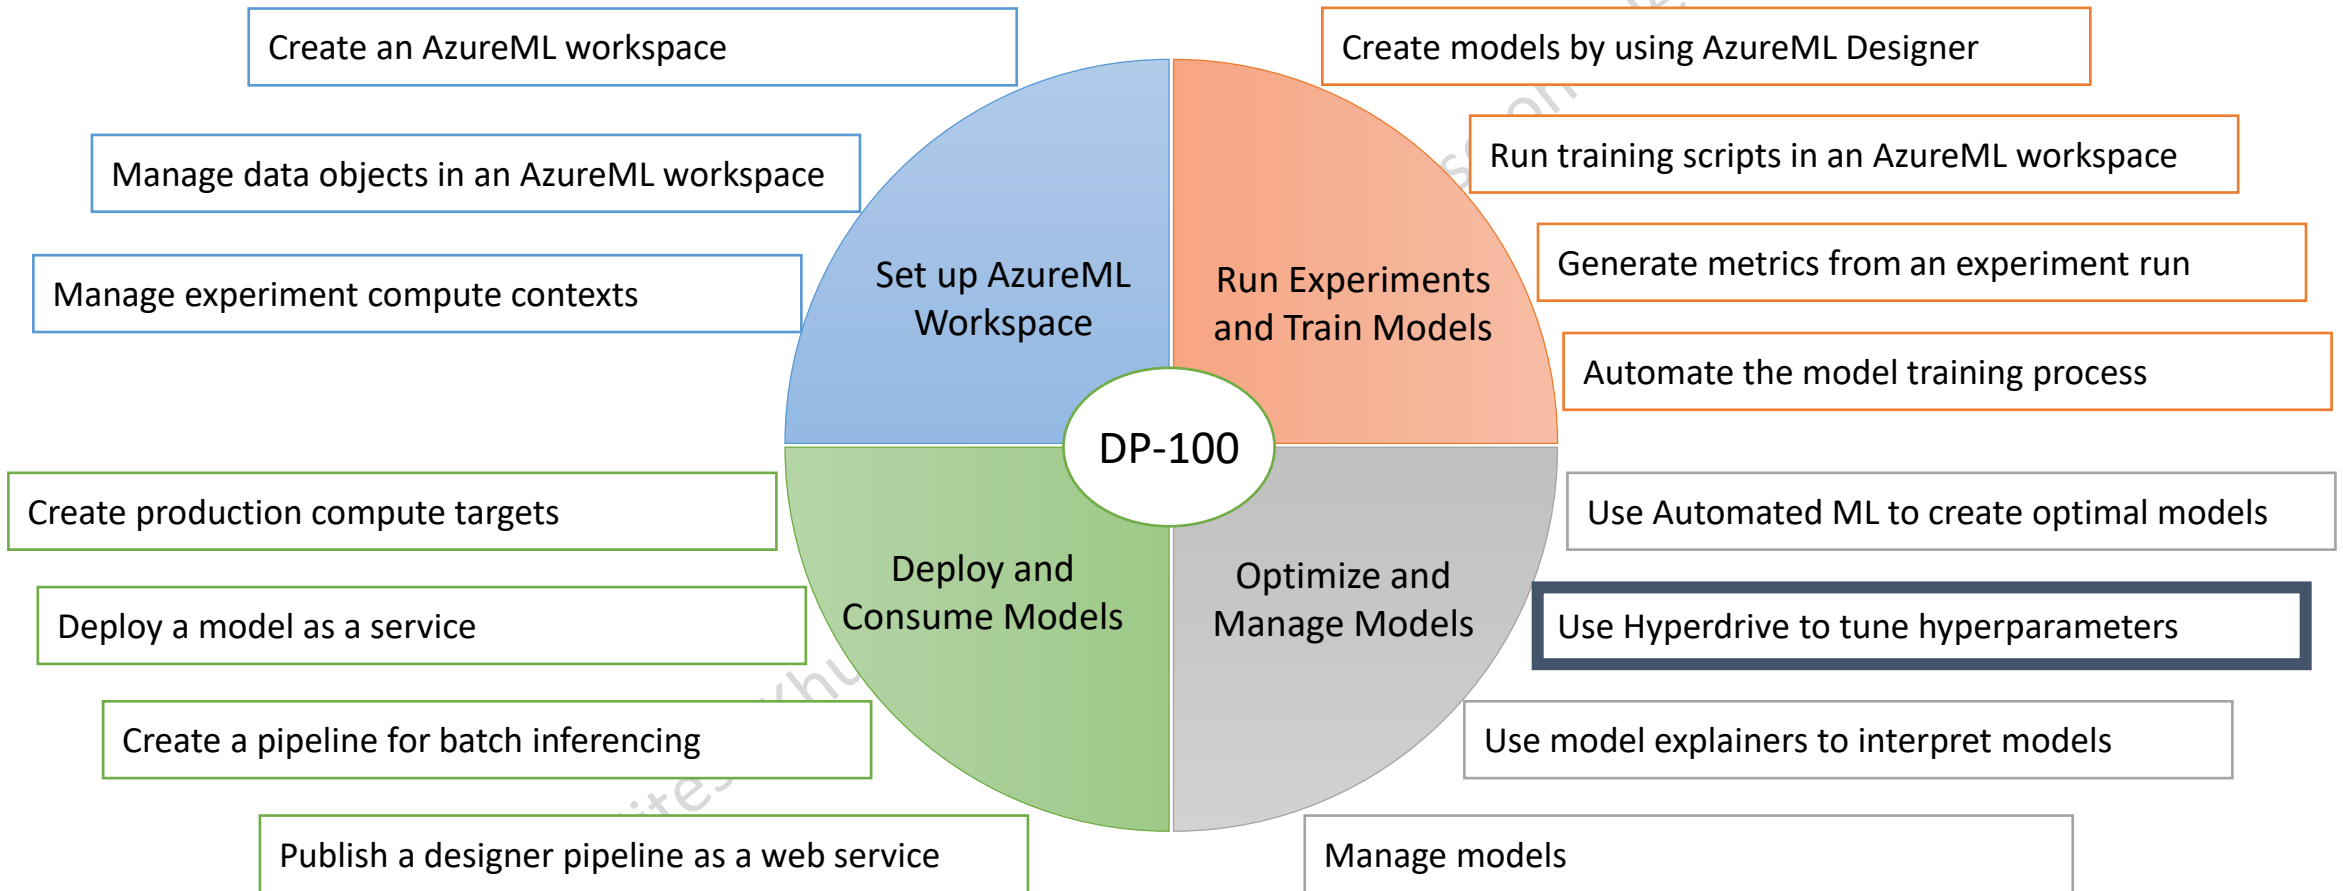 Create an AzureML workspace
Manage data objects in an AzureML workspace
Manage experiment compute contexts
Set up AzureML
Workspace
Create models by using AzureML Designer
Run training scripts in an AzureML workspace
Generate metrics from an experiment run
Automate the model training process
Run Experiments
and Train Models
DP-100
Create production compute targets
Deploy a model as a service
Create a pipeline for batch inferencing
Publish a designer pipeline as a web service
Deploy and
Consume Models
Optimize and
Manage Models
Use Automated ML to create optimal models
Use Hyperdrive to tune hyperparameters
Use model explainers to interpret models
Manage models